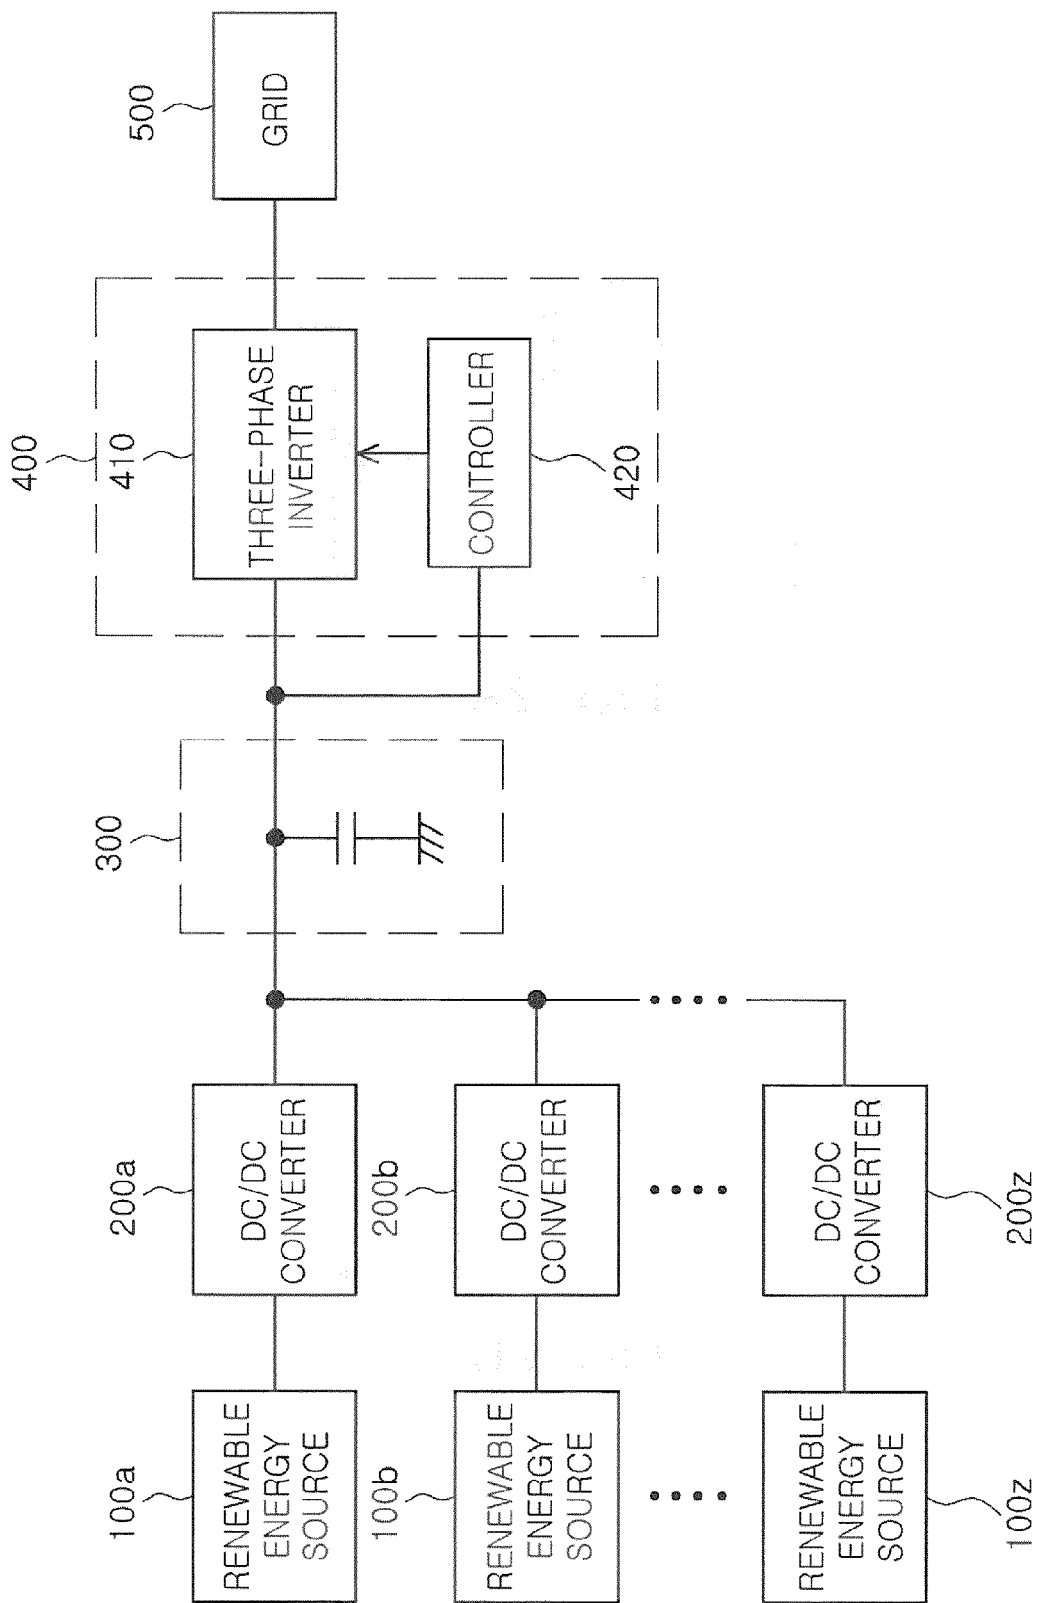 100a
RENEWABLE
ENERGY
SOURCE
200a
DC/DC
CONVERTER
300
400
410
THREE-PHASE
INVERTER
500
GRID
CONTROLLER
420
100b
RENEWABLE
ENERGY
SOURCE
200b
DC/DC
CONVERTER
RENEWABLE
ENERGY
SOURCE
100z
DC/DC
CONVERTER
200z